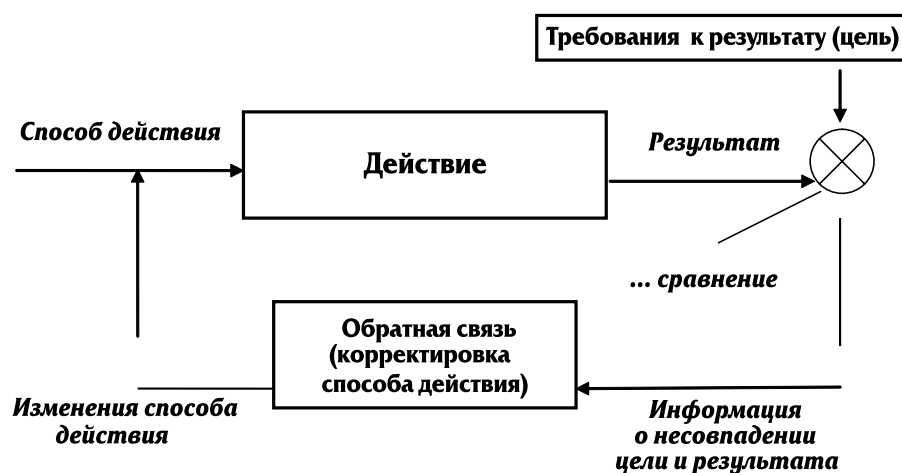 Требования к результату (цель)
Способ действия
Действие
Результат
... сравнение
Обратная связь
(корректировка
способа действия)
Изменения способа
действия
Информация
о несовпадении
цели и результата